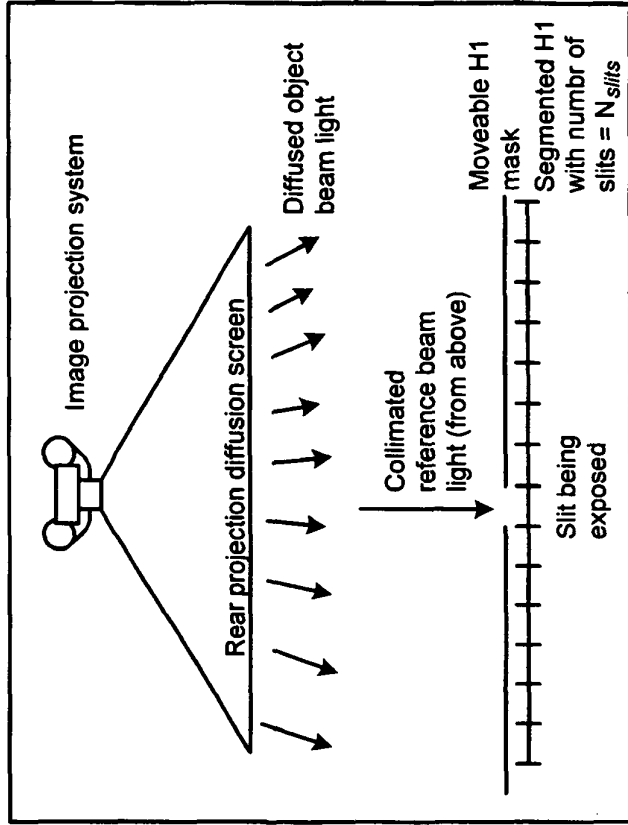 Image projection system
Rear projection diffusion screen
Diffused object
beam light
Collimated
reference beam
light (from above)
Moveable H1
mask
Segmented H1
with numbr of
slits = Nslits
Slit being
exposed